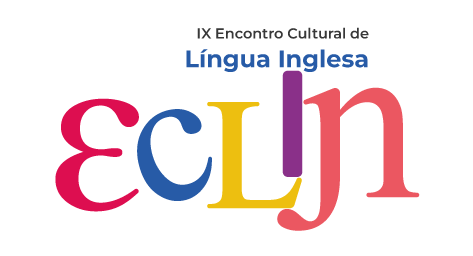 IX Encontro Cultural de
Língua Inglesa
EcLIn